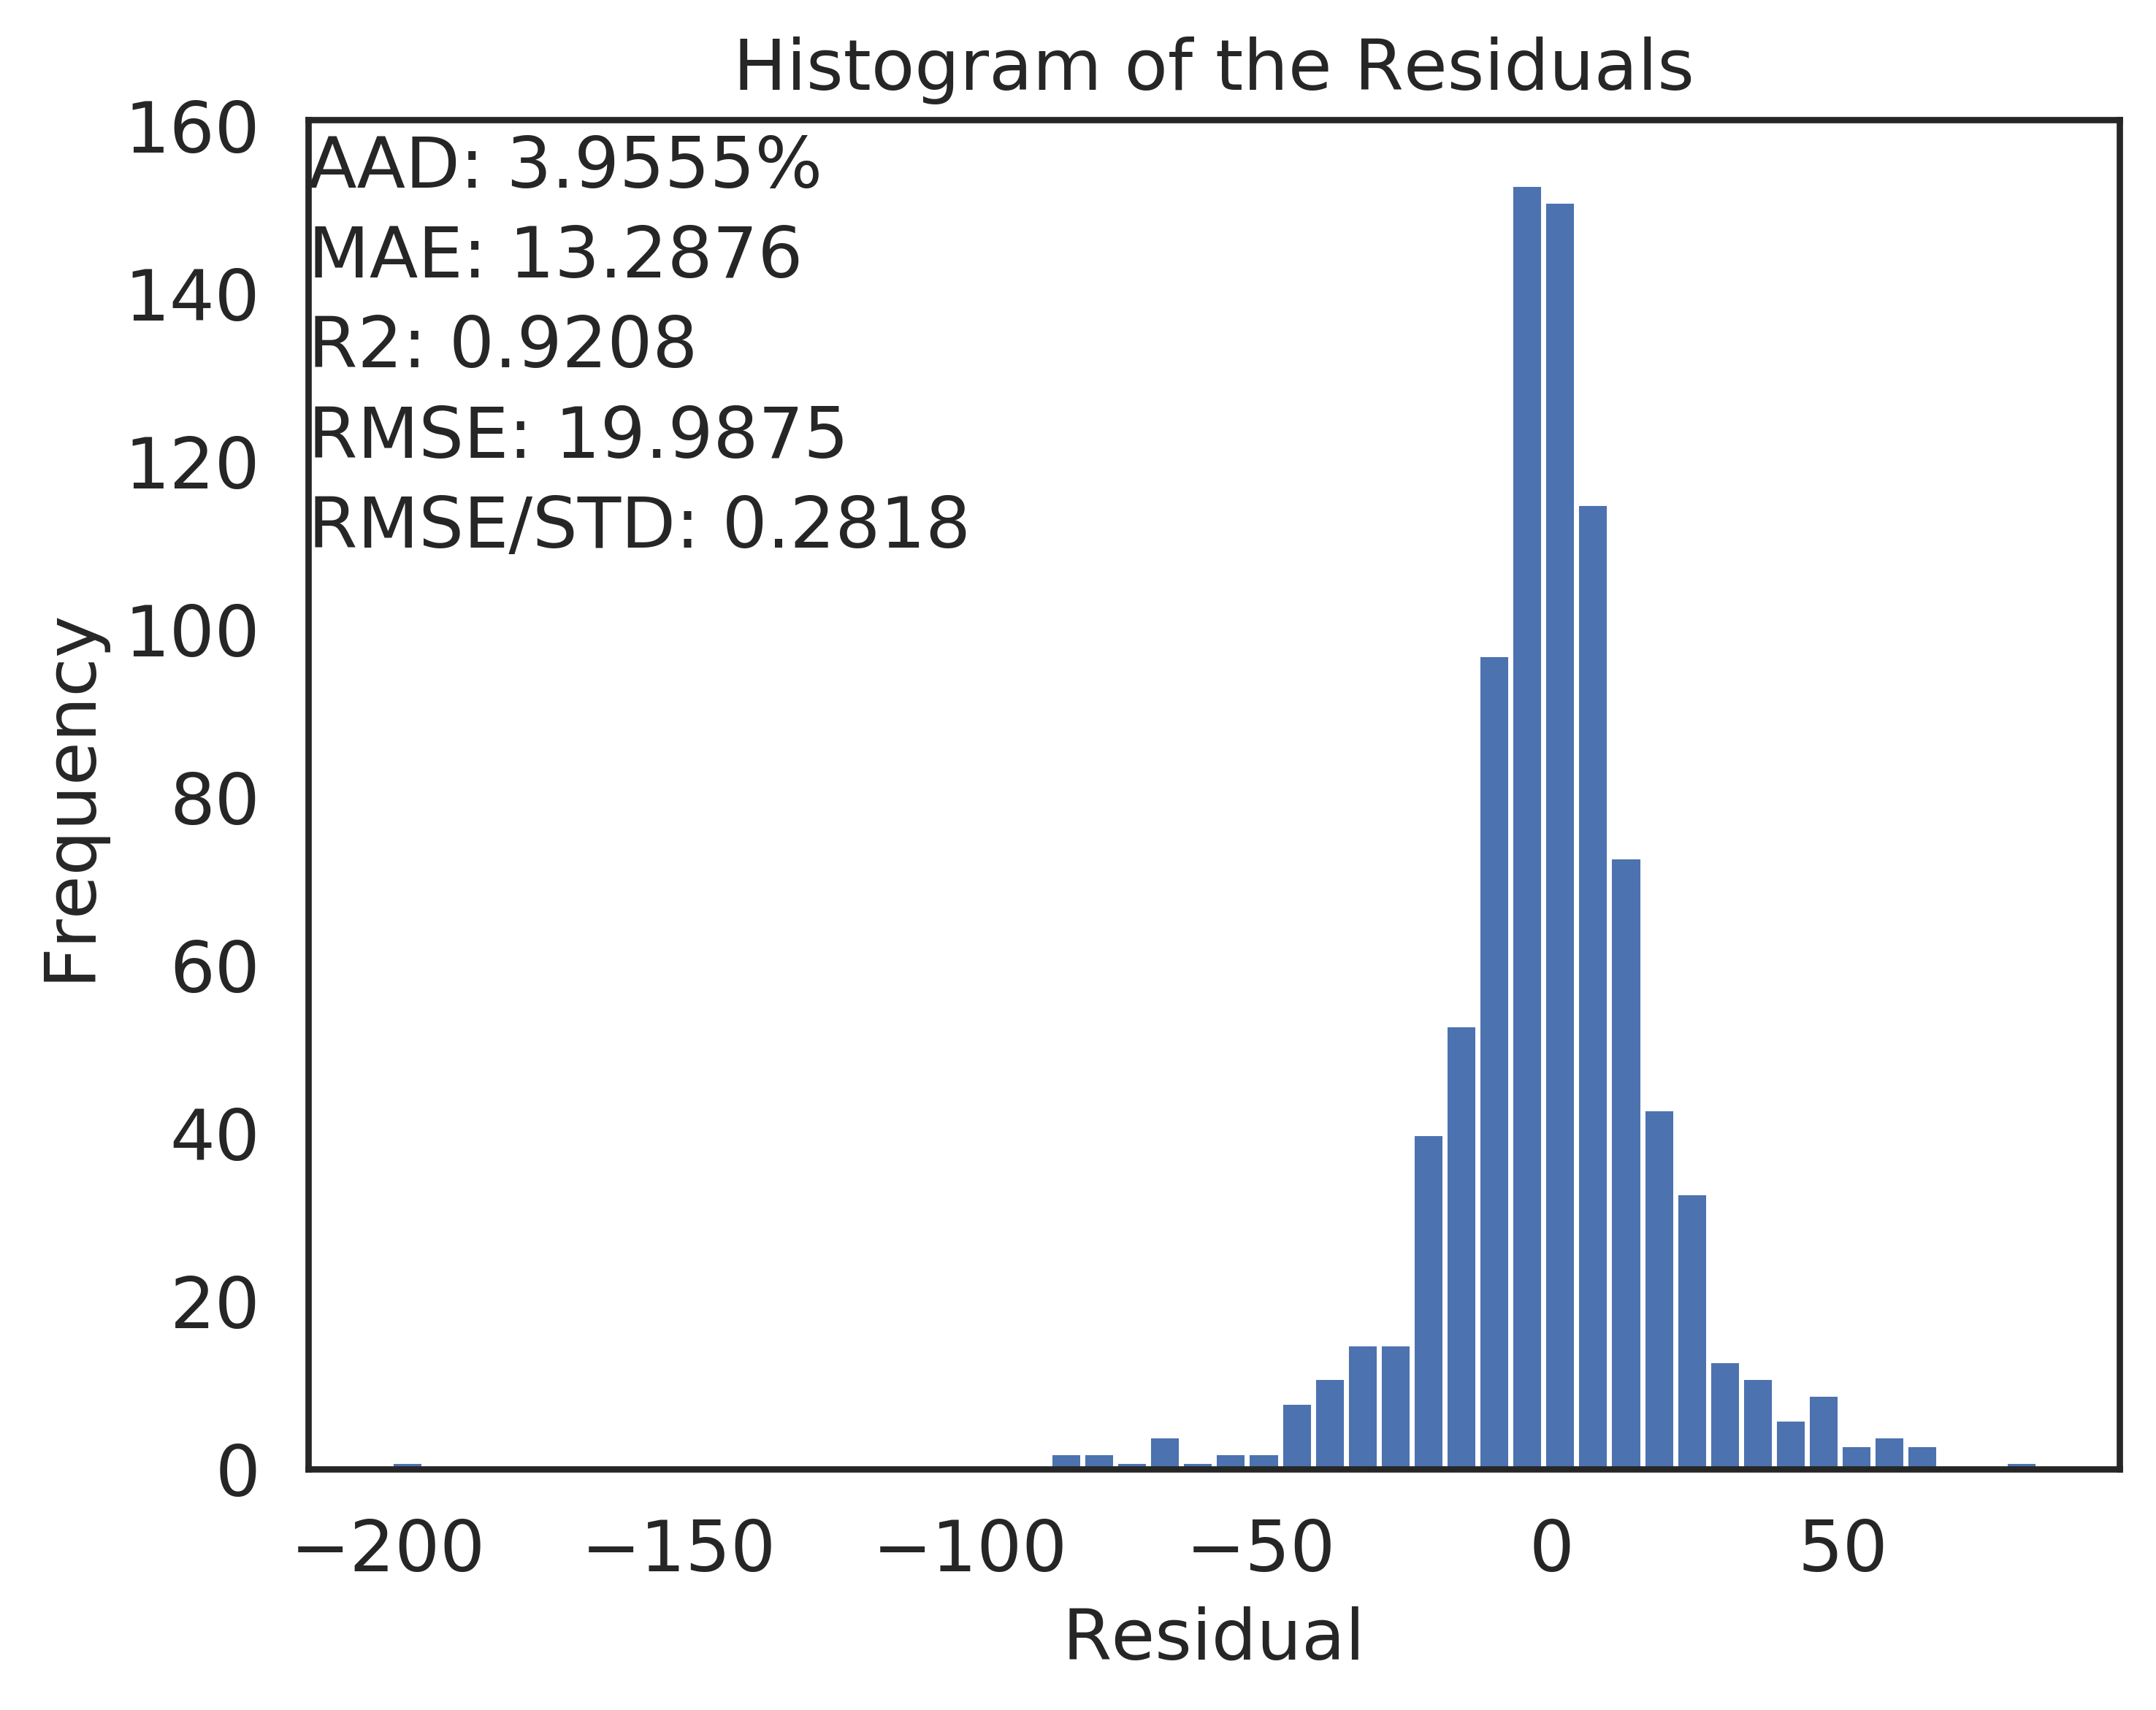 Histogram of the Residuals
AAD: 3.9555%
MAE: 13.2876
R2: 0.9208
RMSE: 19.9875
RMSE/STD: 0.2818
160
140
120
100
80
60
40
20
0
Frequency
−200 −150 −100 −50 0 50
Residual